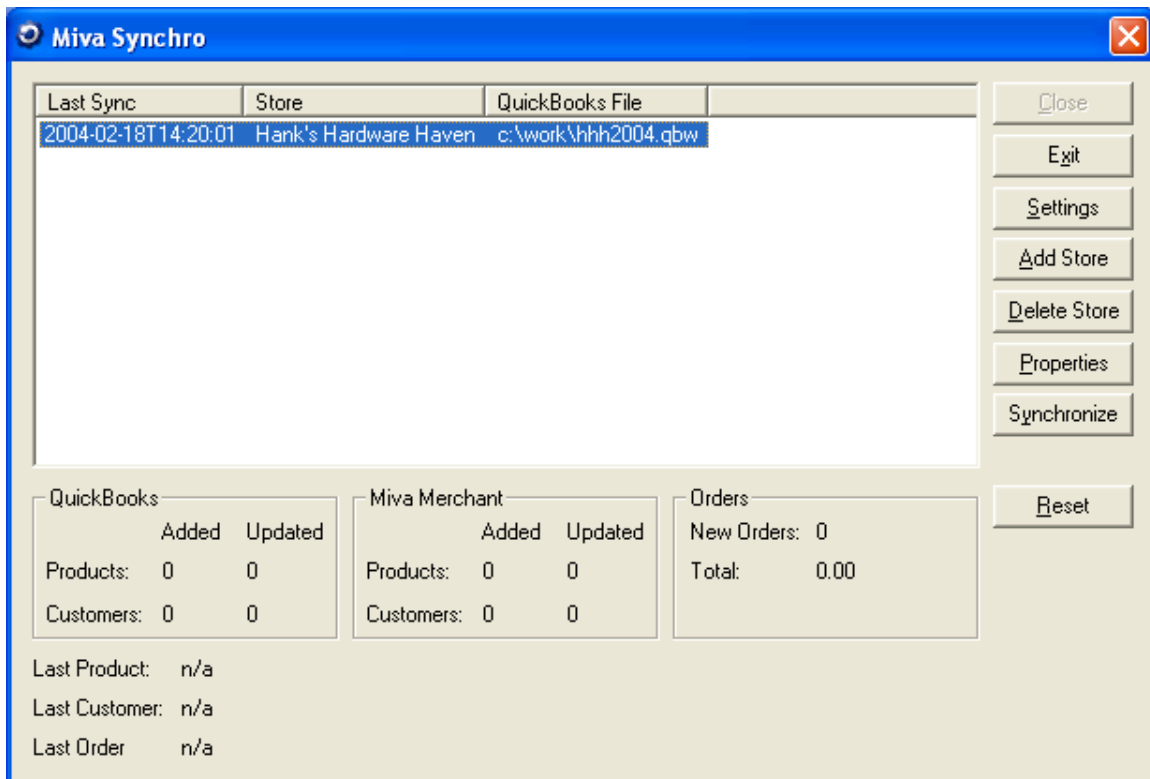 Miva Synchro
Last Sync Store QuickBooks File
2004-02-18T14:20:01 Hank's Hardware Haven c:\work\hhh2004.qbw
Close
Exit
Settings
Add Store
Delete Store
Properties
Synchronize
Reset
QuickBooks
Added Updated
Products: 0 0
Customers: 0 0
Miva Merchant
Added Updated
Products: 0 0
Customers: 0 0
Orders
New Orders: 0
Total: 0.00
Last Product: n/a
Last Customer: n/a
Last Order n/a